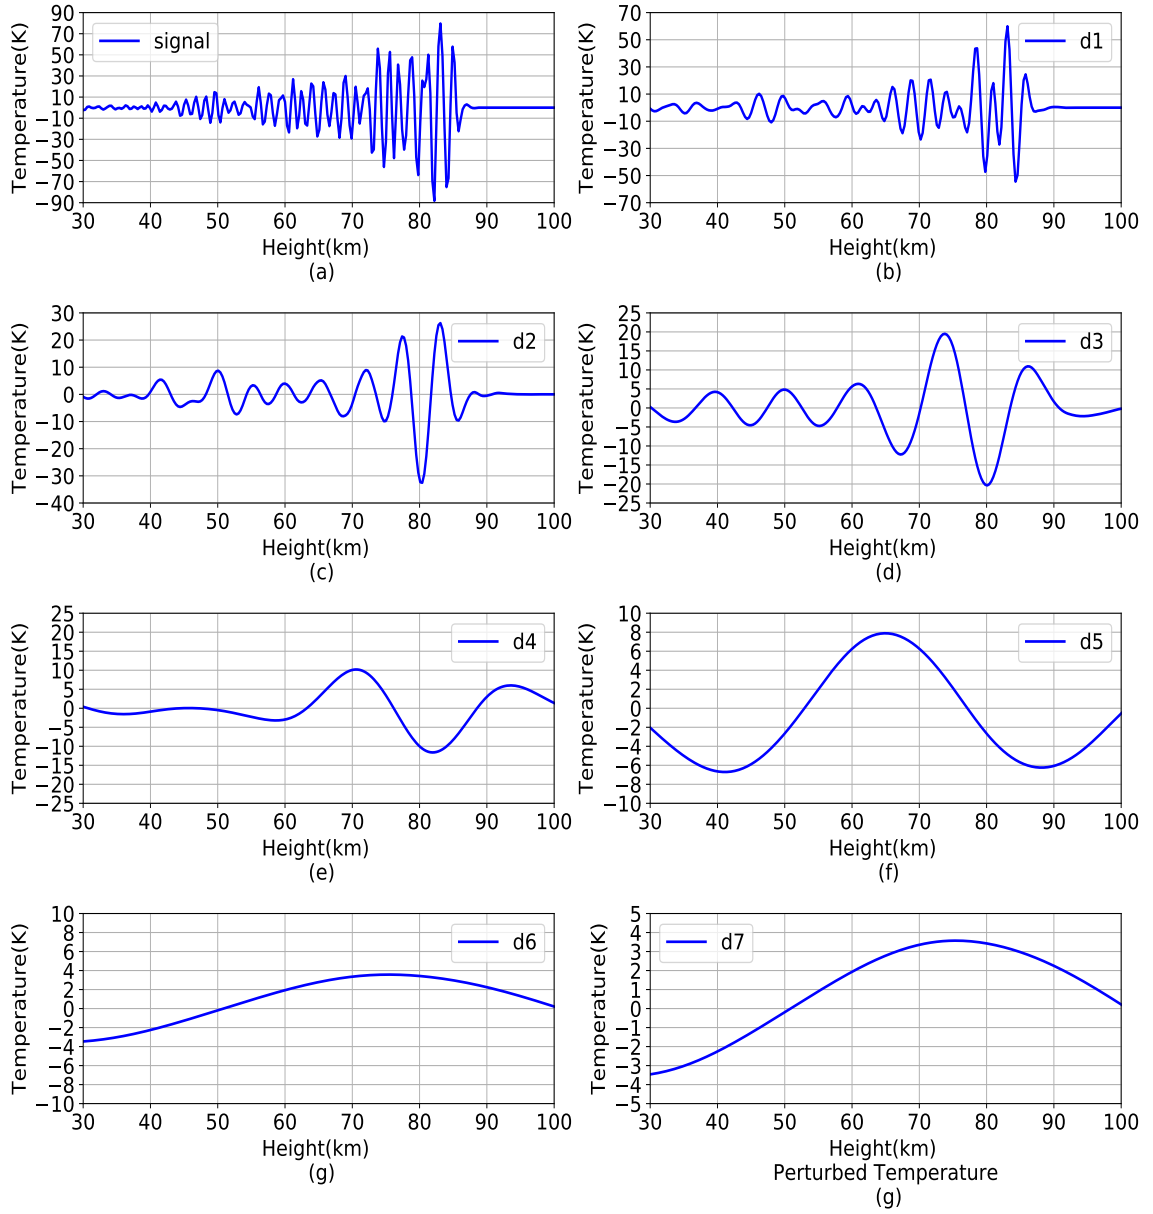 90
70
50
30
10
−10
−30
−50
−70
−90
Temperature(K)
signal
30 40 50 60 70 80 90 100
Height(km)
(a)
70
50
30
10
−10
−30
−50
−70
Temperature(K)
d1
30 40 50 60 70 80 90 100
Height(km)
(b)
30
20
10
0
−10
−20
−30
−40
Temperature(K)
d2
30 40 50 60 70 80 90 100
Height(km)
(c)
25
20
15
10
5
0
−5
−10
−15
−20
−25
Temperature(K)
d3
30 40 50 60 70 80 90 100
Height(km)
(d)
25
20
15
10
5
0
−5
−10
−15
−20
−25
Temperature(K)
d4
30 40 50 60 70 80 90 100
Height(km)
(e)
10
8
6
4
2
0
−2
−4
−6
−8
−10
Temperature(K)
d5
30 40 50 60 70 80 90 100
Height(km)
(f)
10
8
6
4
2
0
−2
−4
−6
−8
−10
Temperature(K)
d6
30 40 50 60 70 80 90 100
Height(km)
(g)
5
4
3
2
1
0
−1
−2
−3
−4
−5
Temperature(K)
d7
30 40 50 60 70 80 90 100
Height(km)
Perturbed Temperature
(g)